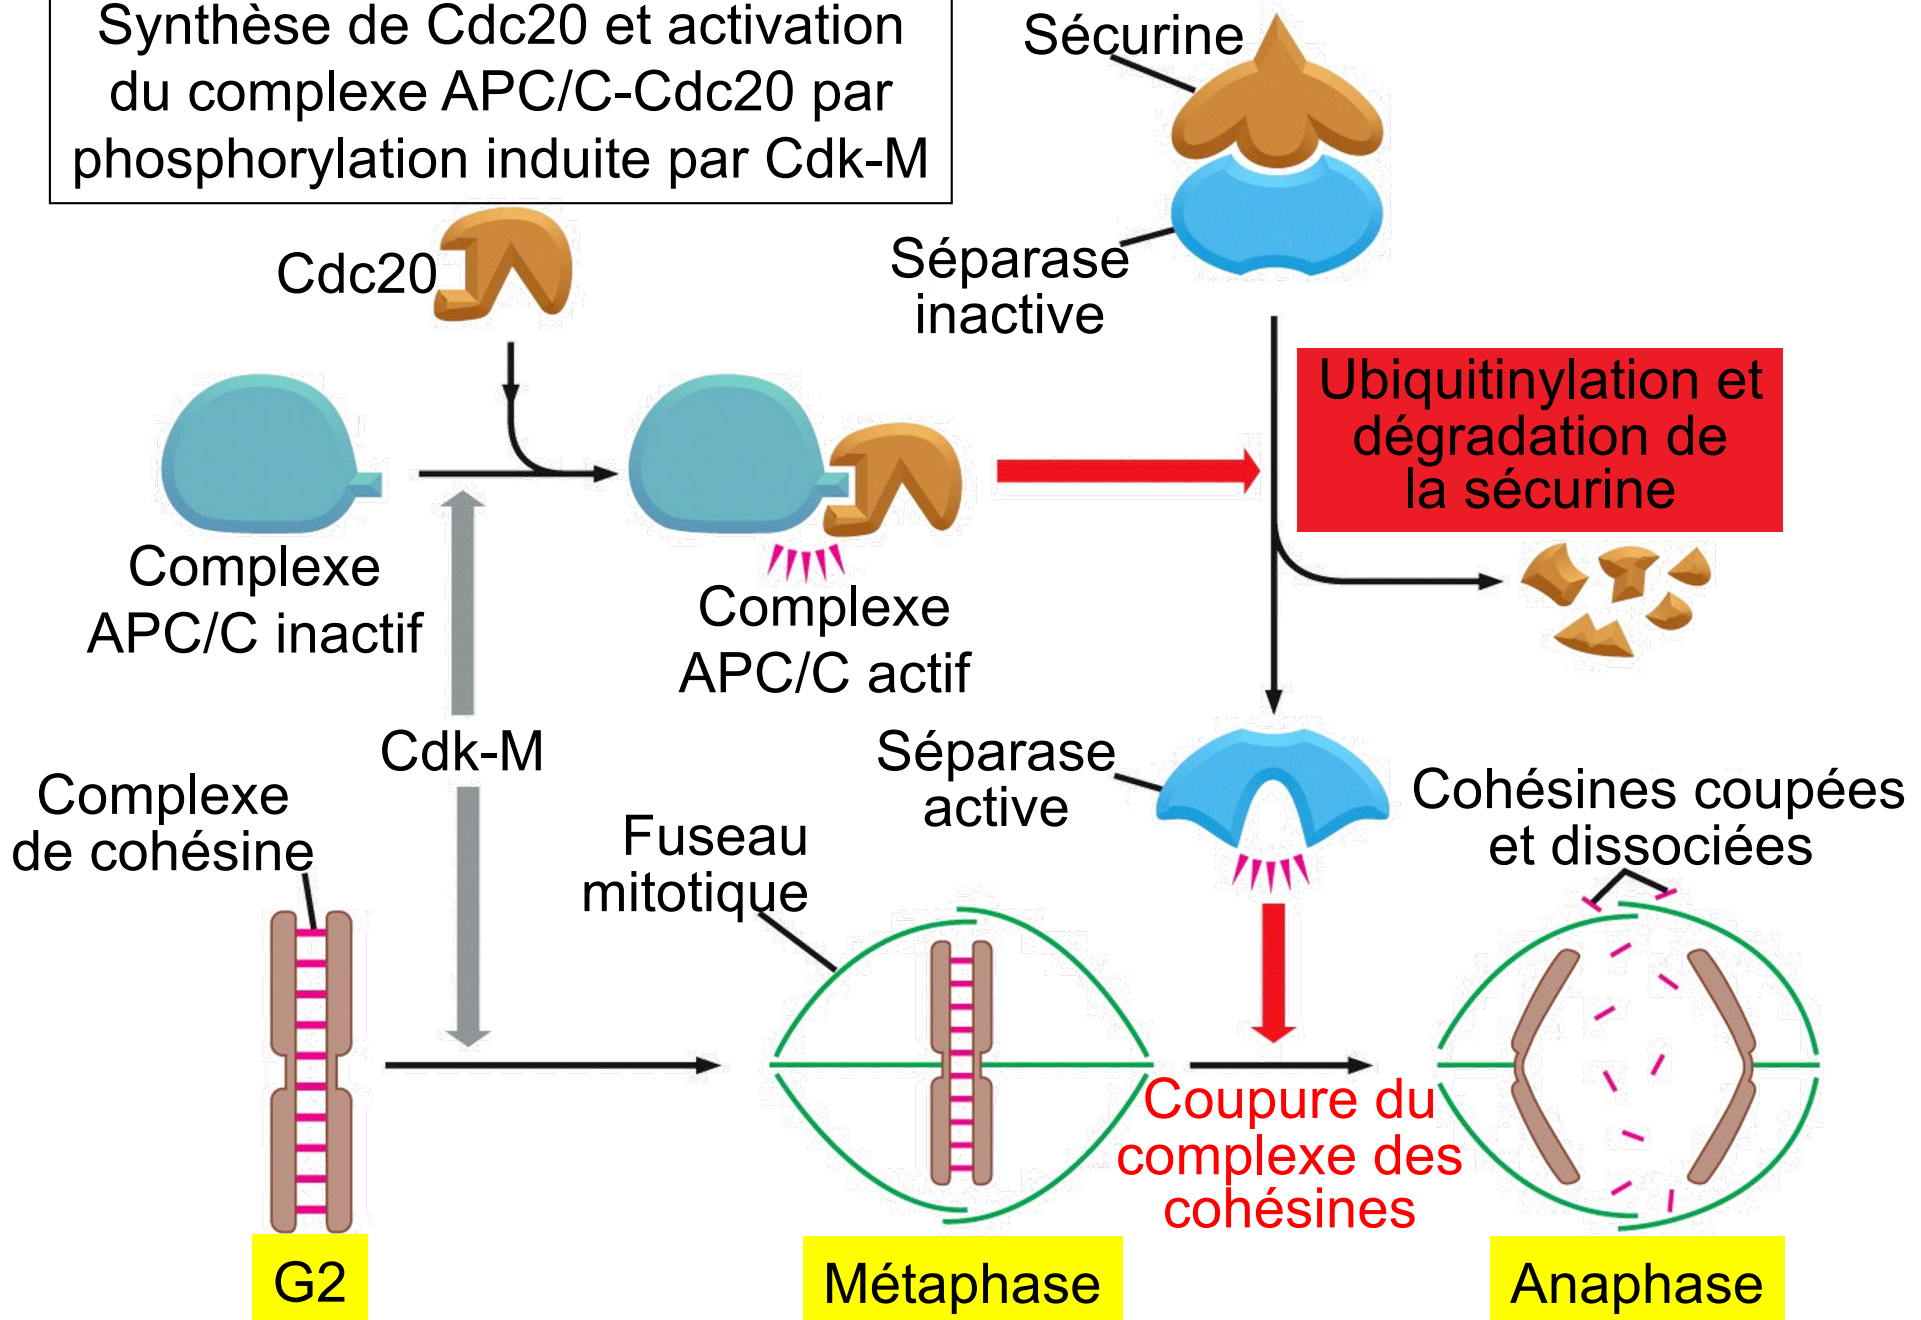 Synthèse de Cdc20 et activation
du complexe APC/C-Cdc20 par
phosphorylation induite par Cdk-M
Sécurine
Cdc20
Séparase
inactive
Ubiquitinylation et
dégradation de
la sécurine
Complexe
APC/C inactif
Complexe
APC/C actif
Cdk-M
Séparase
active
Complexe
de cohésine
Fuseau
mitotique
Cohésines coupées
et dissociées
Coupure du
complexe des
cohésines
G2
Métaphase
Anaphase